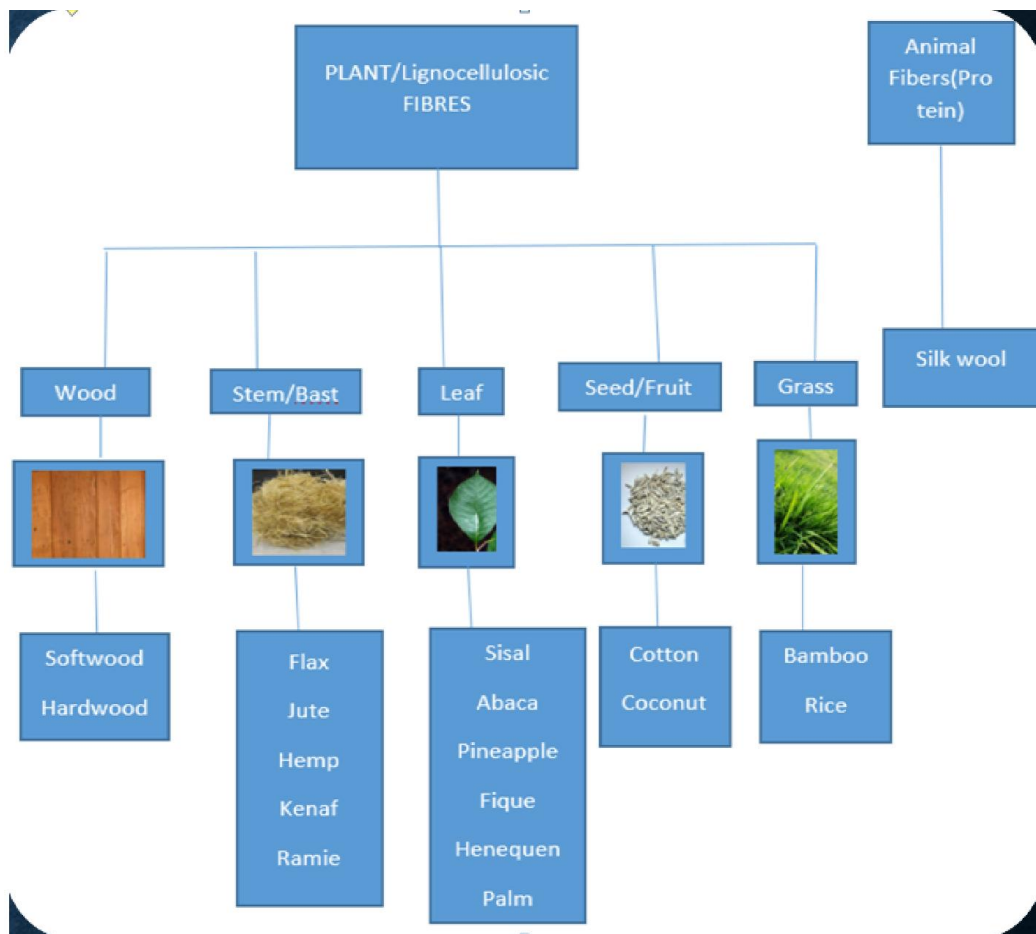 PLANT/Lignocellulosic
FIBRES
Animal
Fibers(Pro
tein)
Silk wool
Wood
Stem/Bast
Leaf
Seed/Fruit
Grass
Softwood
Hardwood
Flax
Jute
Hemp
Kenaf
Ramie
Sisal
Abaca
Pineapple
Fique
Henequen
Palm
Cotton
Coconut
Bamboo
Rice